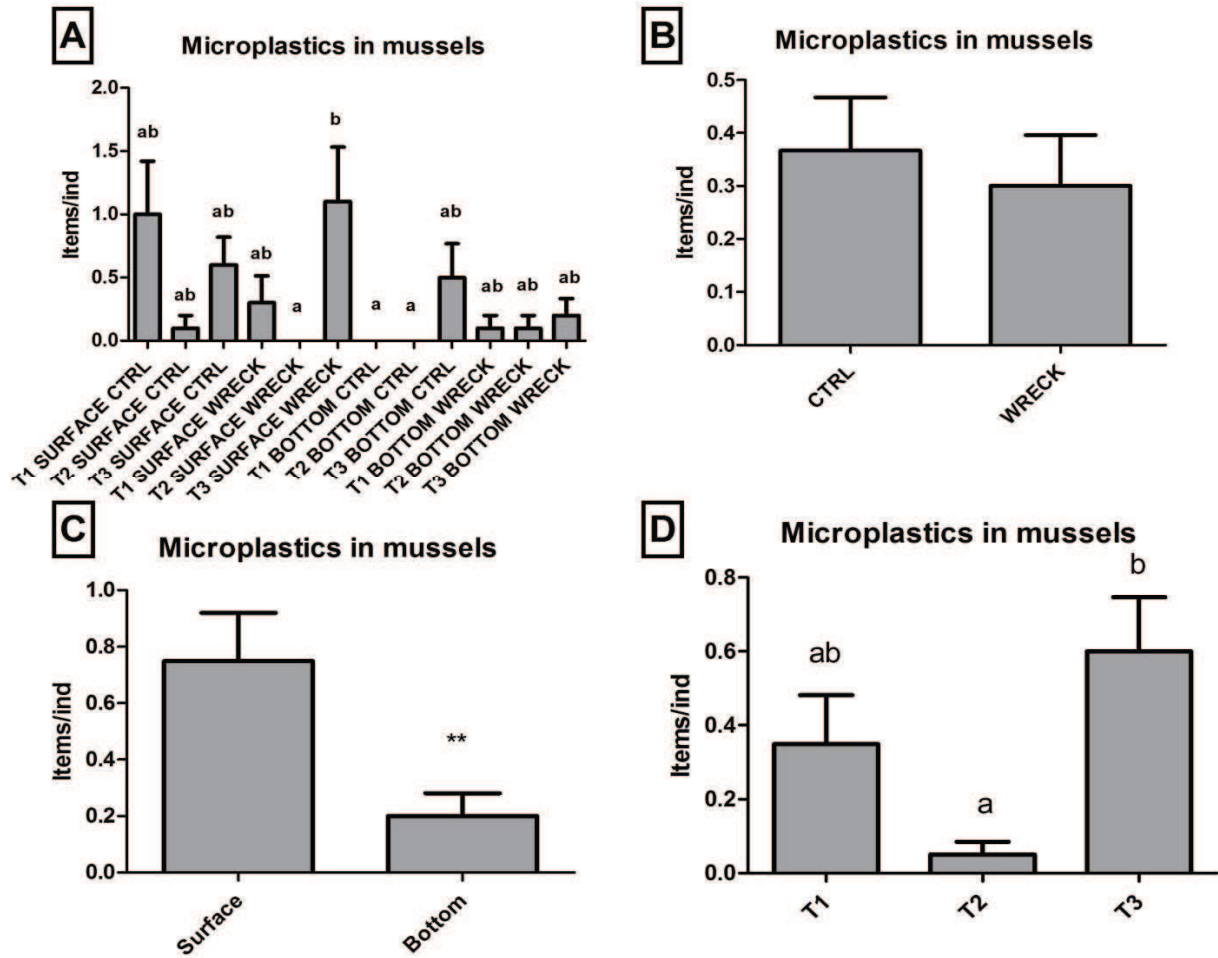 A
Microplastics in mussels
Items/ind
2.0
1.5
1.0
0.5
0.0
ab
ab
ab
ab
a
b
a
a
ab
ab
ab
ab
T1 SURFACE CTRL
T2 SURFACE CTRL
T3 SURFACE CTRL
T1 SURFACE WRECK
T2 SURFACE WRECK
T3 SURFACE WRECK
T1 BOTTOM CTRL
T2 BOTTOM CTRL
T3 BOTTOM CTRL
T1 BOTTOM WRECK
T2 BOTTOM WRECK
T3 BOTTOM WRECK
B
Microplastics in mussels
Items/ind
0.5
0.4
0.3
0.2
0.1
0.0
CTRL
WRECK
C
Microplastics in mussels
Items/ind
1.0
0.8
0.6
0.4
0.2
0.0
**
Surface
Bottom
D
Microplastics in mussels
Items/ind
0.8
0.6
0.4
0.2
0.0
ab
a
b
T1
T2
T3